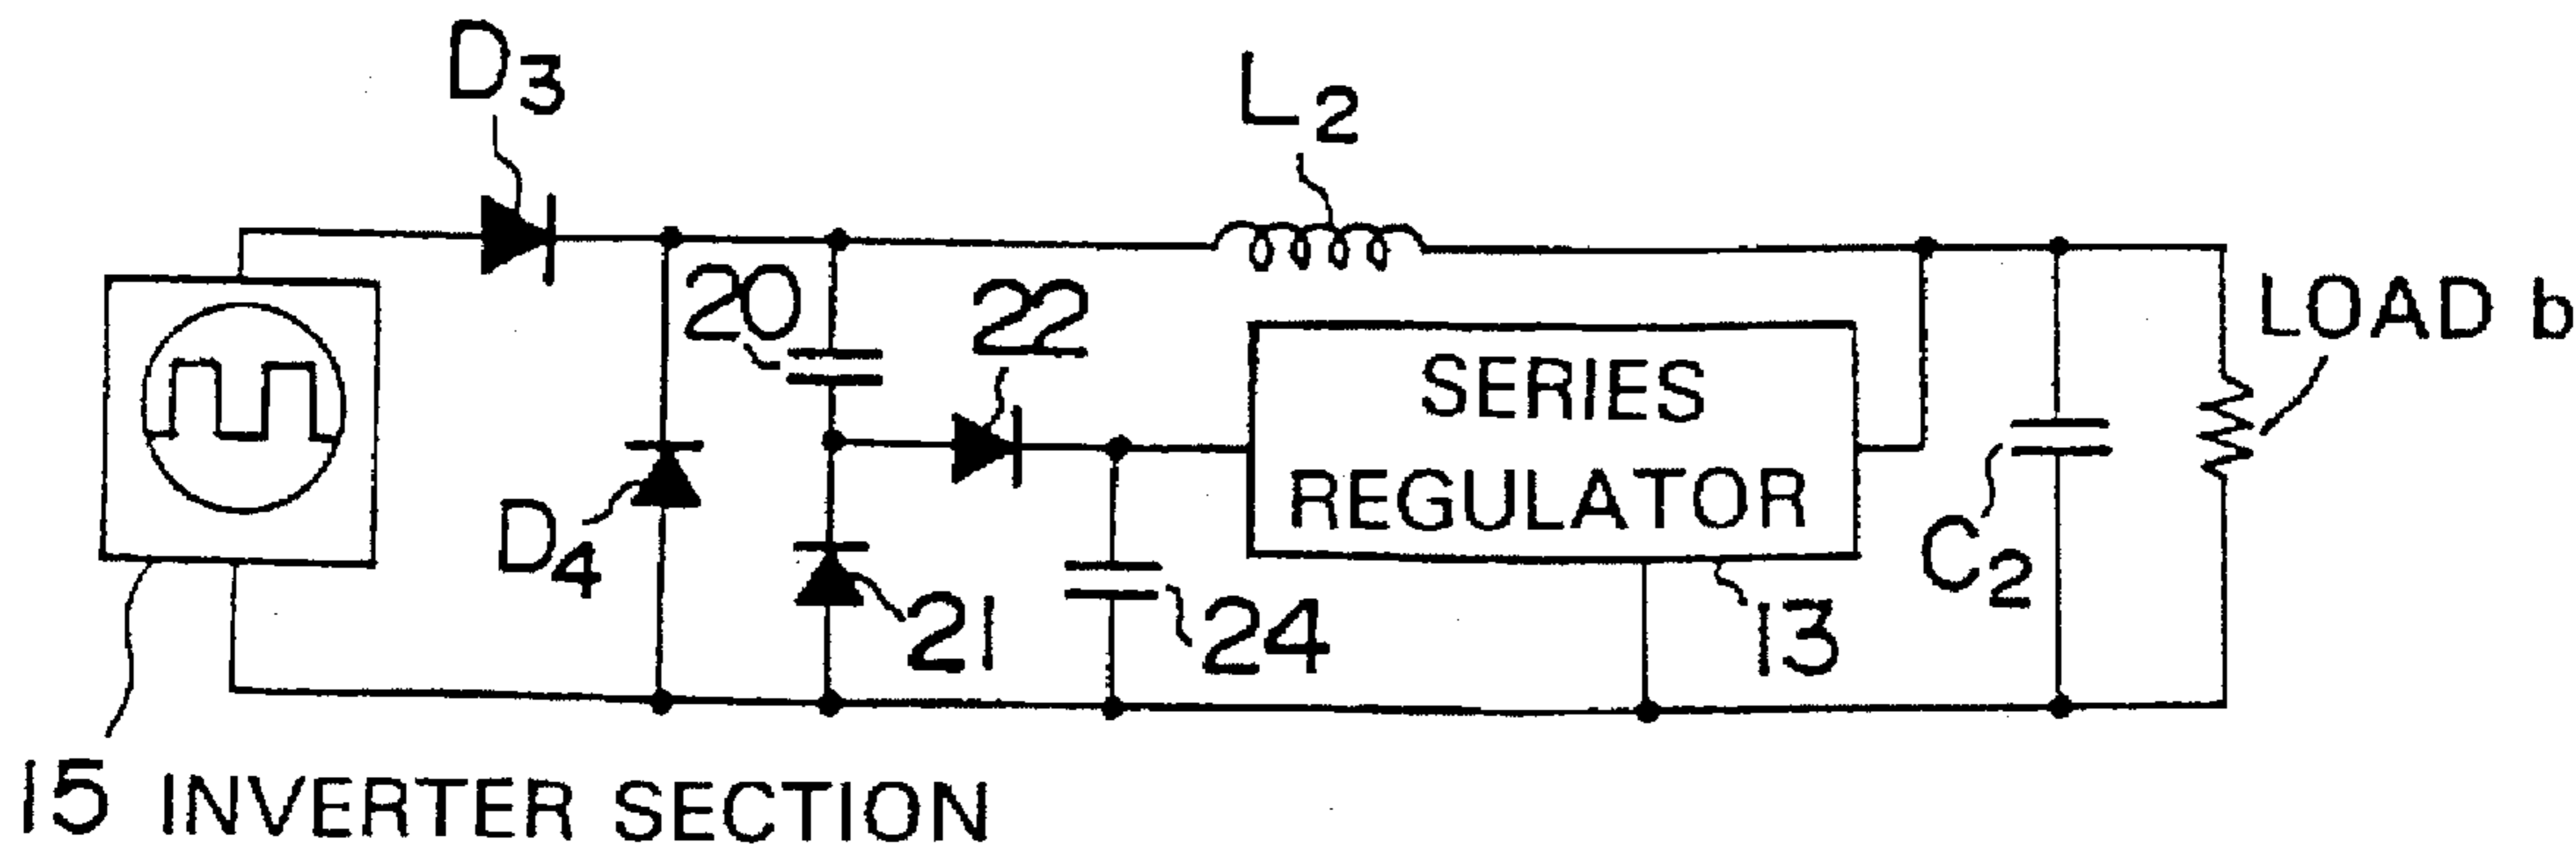 D3
L2
20
22
LOAD b
SERIES
REGULATOR
D4
C2
21
24
13
15 INVERTER SECTION